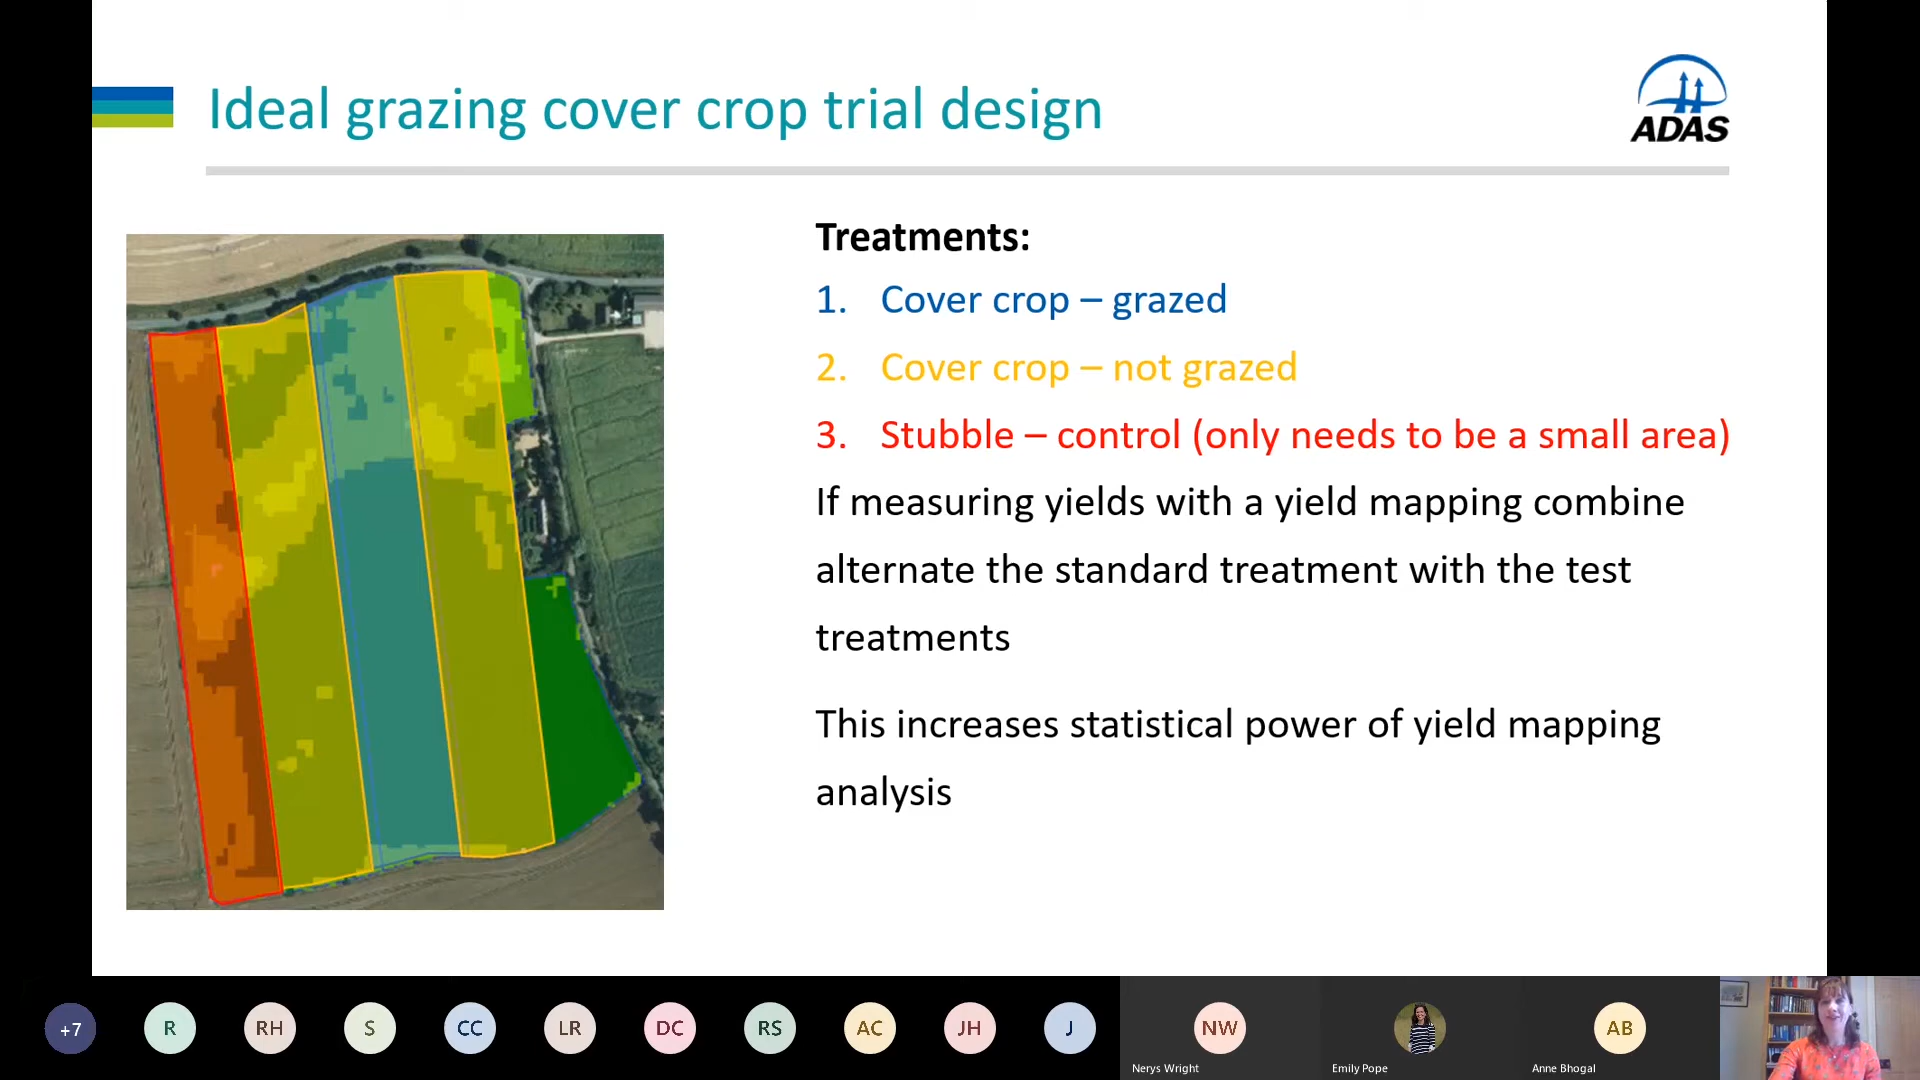 Ideal grazing cover crop trial design
ADAS
Treatments:
1. Cover crop – grazed
2. Cover crop – not grazed
3. Stubble – control (only needs to be a small area)
If measuring yields with a yield mapping combine
alternate the standard treatment with the test
treatments
This increases statistical power of yield mapping
analysis
+7
R
RH
S
CC
LR
DC
RS
AC
JH
J
NW
AB
Nerys Wright
Emily Pope
Anne Bhogal